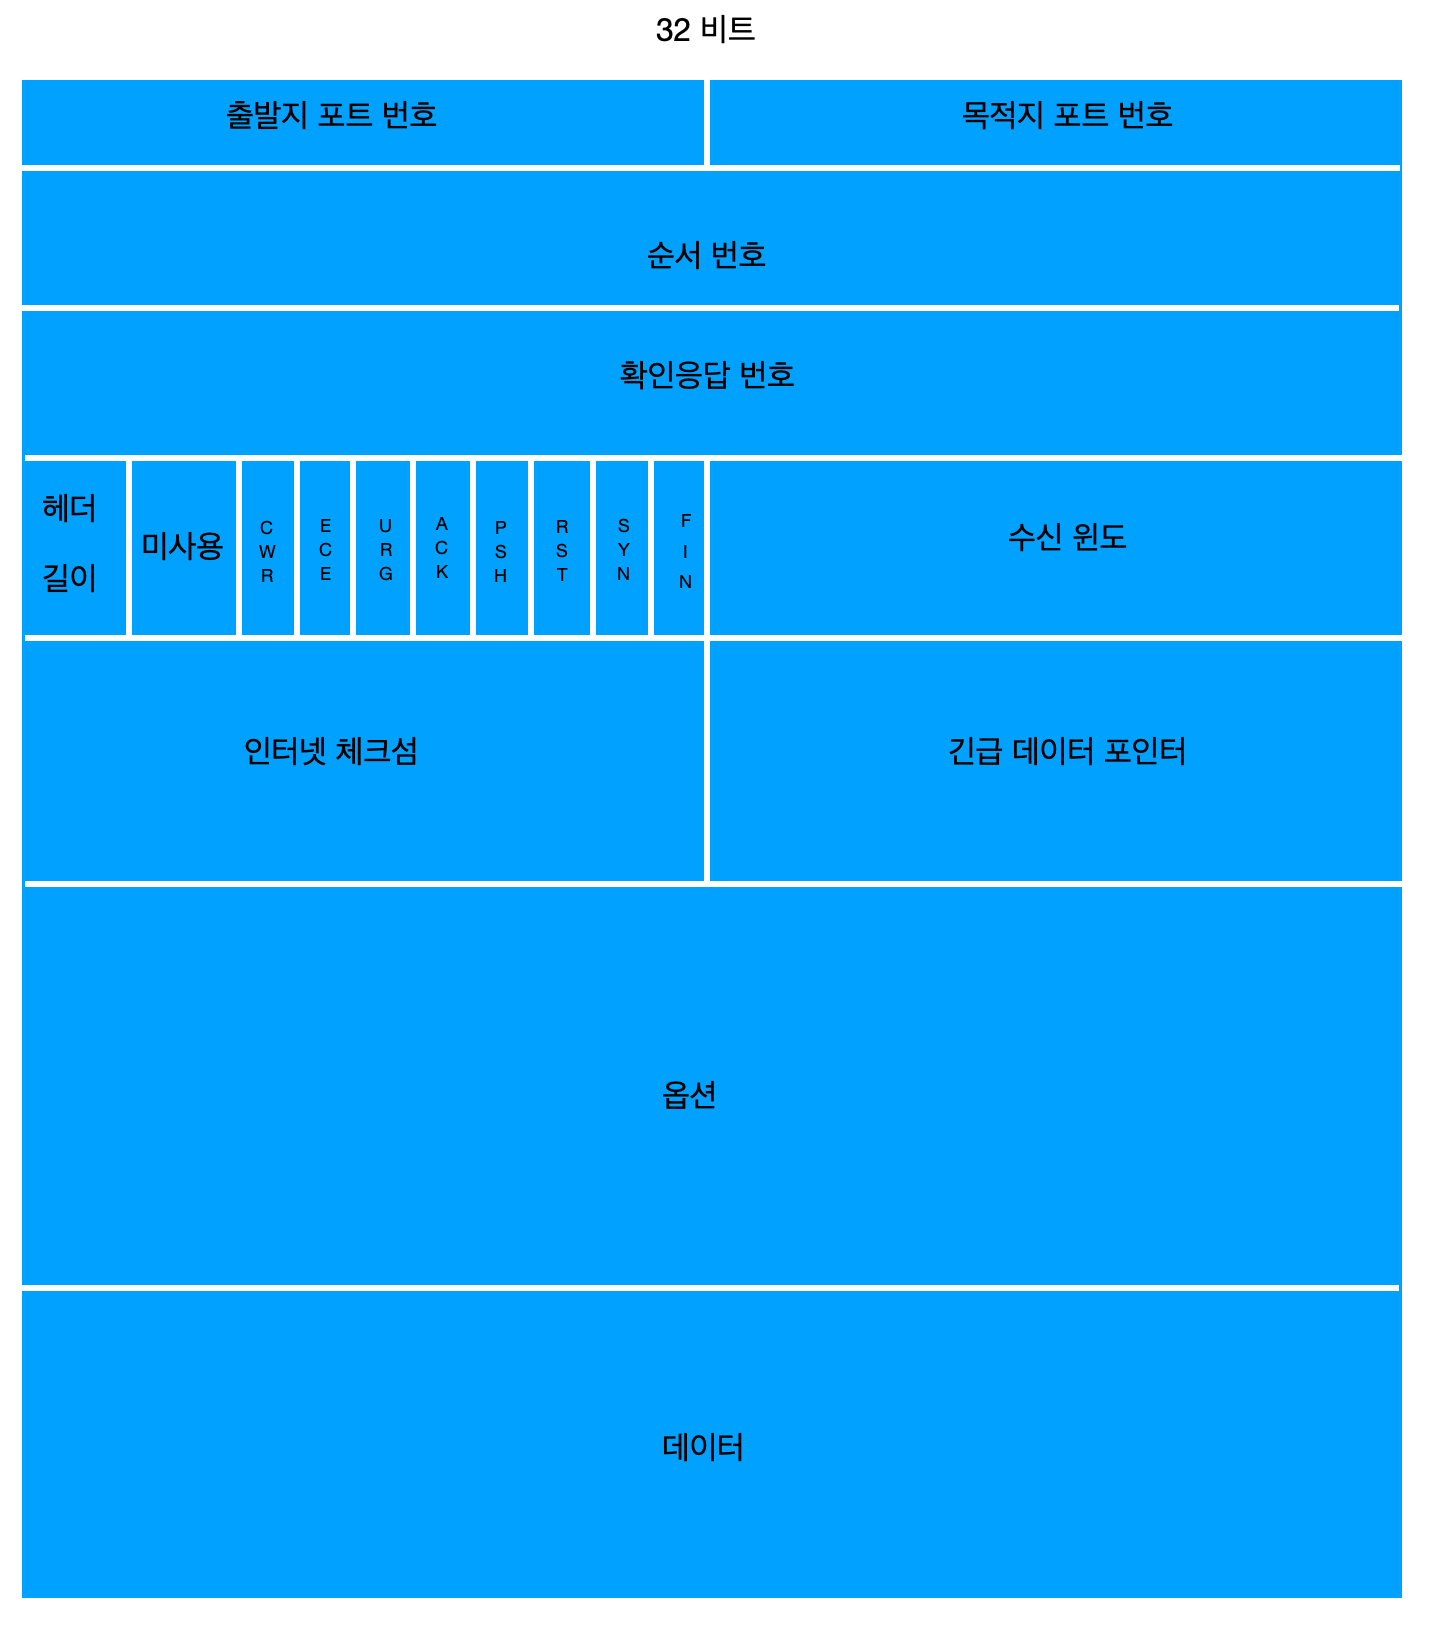 32 비트
출발지 포트 번호
목적지 포트 번호
순서 번호
확인응답 번호
헤더
길이
미사용
CWR
ECE
URG
ACK
PSH
RST
SYN
FIN
수신 윈도
인터넷 체크섬
긴급 데이터 포인터
옵션
데이터